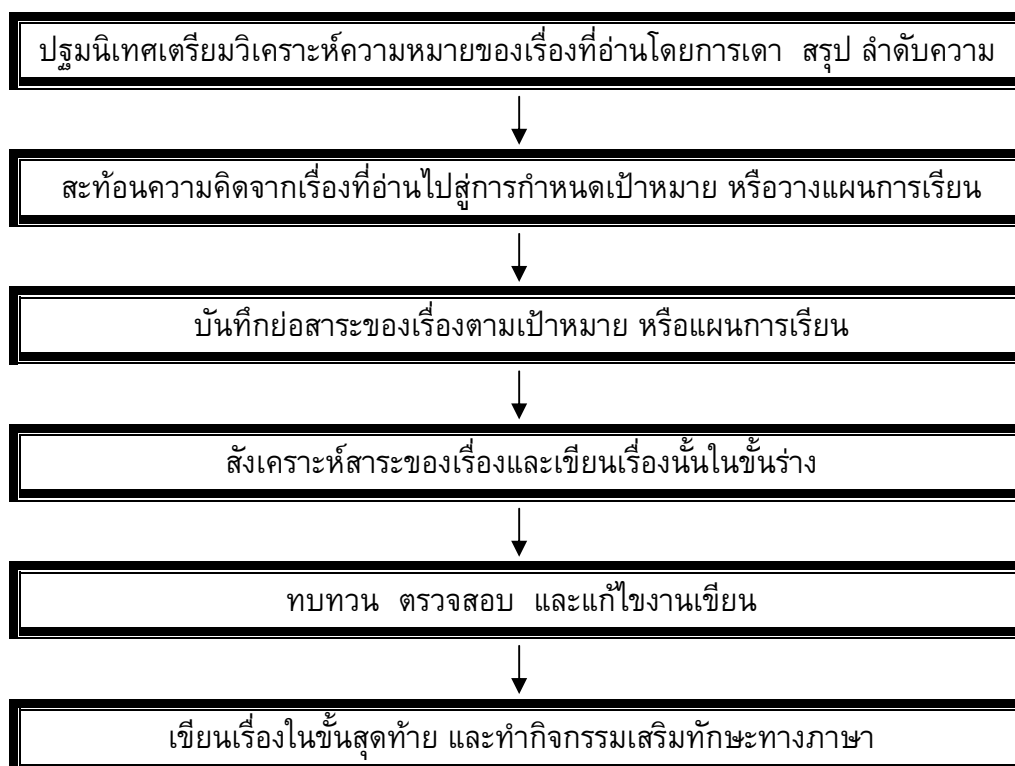 ปฐมนิเทศเตรียมวิเคราะห์ความหมายของเรื่องที่อ่านโดยการเดา สรุป ลำดับความ
สะท้อนความคิดจากเรื่องที่อ่านไปสู่การกำหนดเป้าหมาย หรือวางแผนการเรียน
บันทึกย่อสาระของเรื่องตามเป้าหมาย หรือแผนการเรียน
สังเคราะห์สาระของเรื่องและเขียนเรื่องนั้นในขั้นร่าง
ทบทวน ตรวจสอบ และแก้ไขงานเขียน
เขียนเรื่องในขั้นสุดท้าย และทำกิจกรรมเสริมทักษะทางภาษา